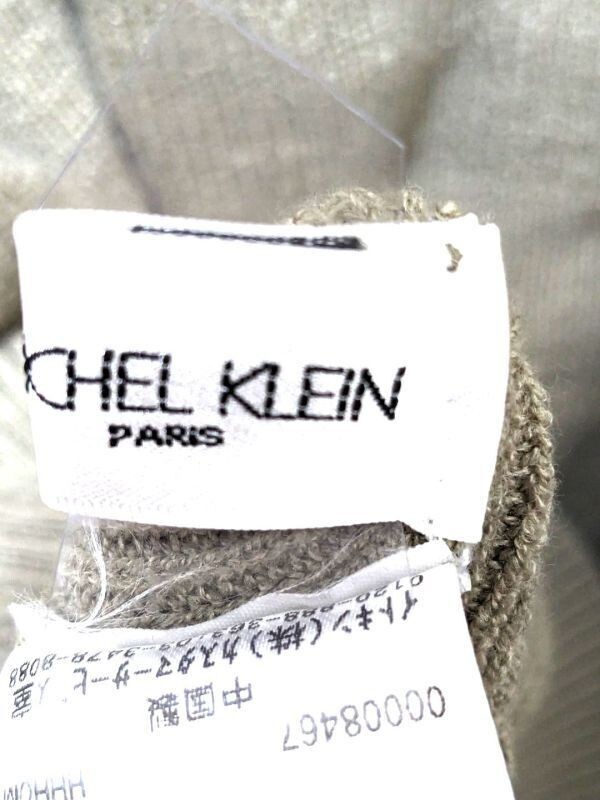 CHEL KLEIN
PARIS
イトキン(株)カスタマーサービス
中国製
00008467